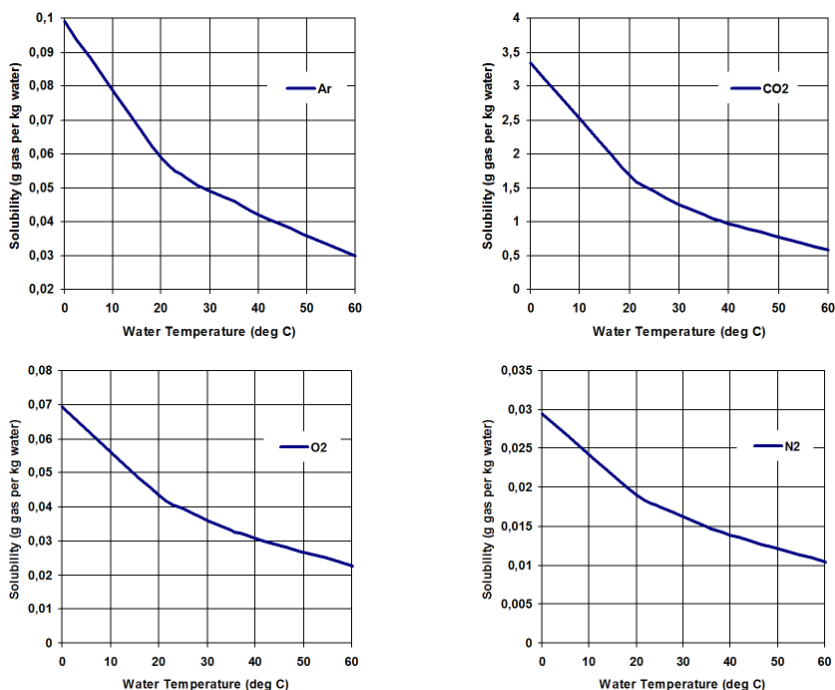 Solubility (g gas per kg water)
0,1
0,09
0,08
0,07
0,06
0,05
0,04
0,03
0,02
Ar
0 10 20 30 40 50 60
Water Temperature (deg C)
Solubility (g gas per kg water)
4
3,5
3
2,5
2
1,5
1
0,5
0
CO2
0 10 20 30 40 50 60
Water Temperature (deg C)
Solubility (g gas per kg water)
0,08
0,07
0,06
0,05
0,04
0,03
0,02
0,01
0
O2
0 10 20 30 40 50 60
Water Temperature (deg C)
Solubility (g gas per kg water)
0,035
0,03
0,025
0,02
0,015
0,01
0,005
0
N2
0 10 20 30 40 50 60
Water Temperature (deg C)